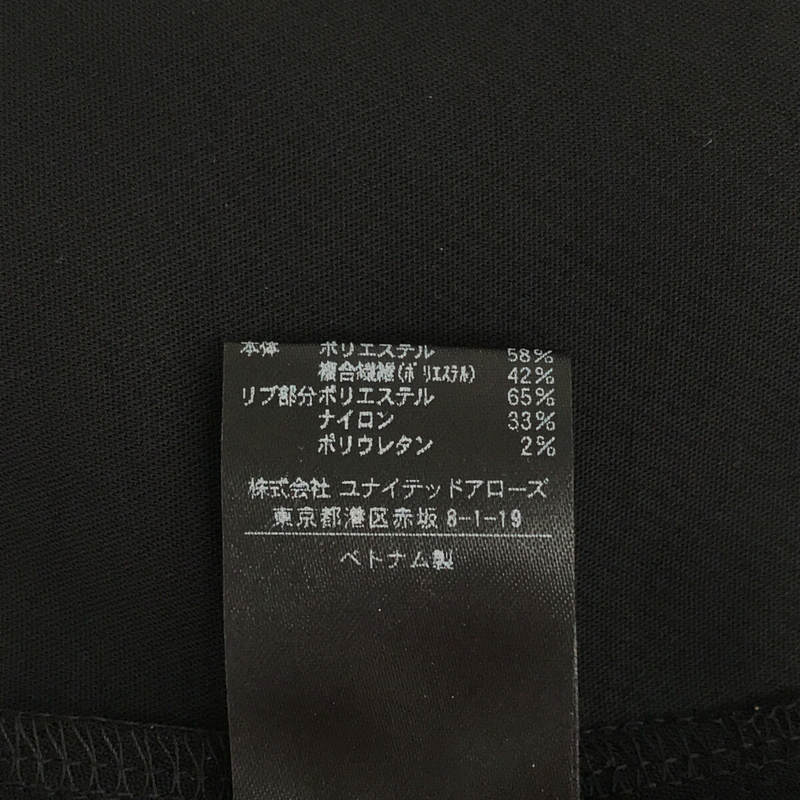 本体 ポリエステル 58%
複合繊維(ポリエステル) 42%
リブ部分 ポリエステル 65%
ナイロン 33%
ポリウレタン 2%
株式会社 ユナイテッドアローズ
東京都港区赤坂 8-1-19
ベトナム製